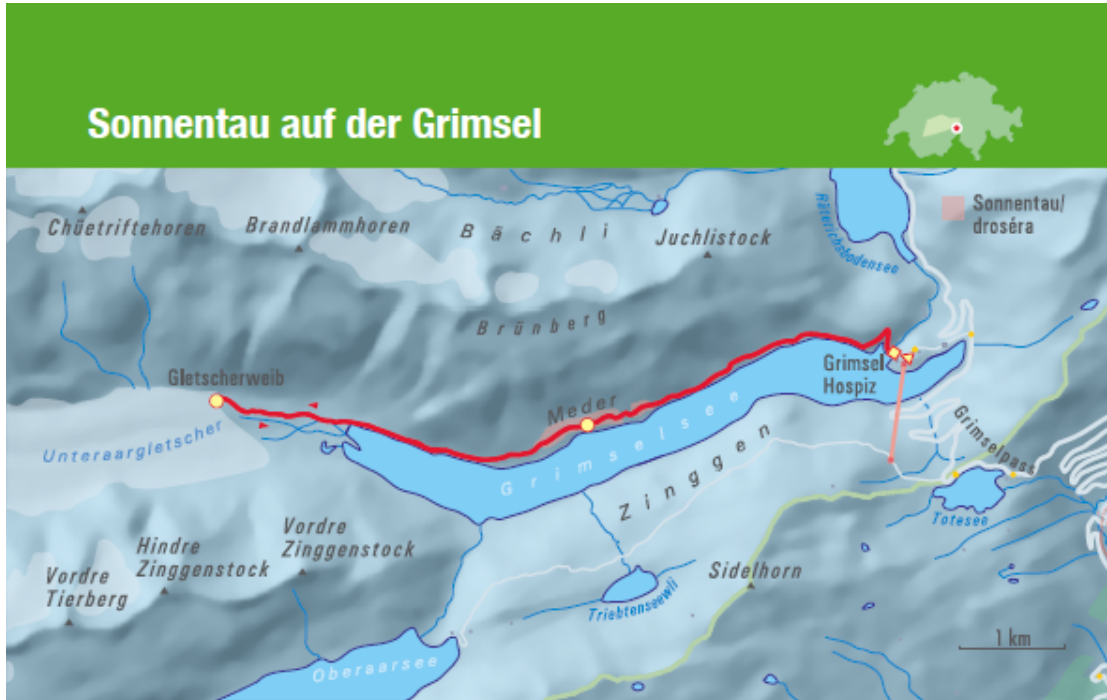 Sonnentau auf der Grimsel
Sonnentau/
droséra
Chüetriftehoren
Brandlammhoren
Bächli
Juchlistock
Räterichsbodensee
Brünberg
Gletscherweib
Grimsel
Hospiz
Meder
Unteraargletscher
Grimselsee
Zinggen
Grimselpass
Totesee
Vordre
Zinggenstock
Hindre
Zinggenstock
Vordre
Tierberg
Sidelhorn
Triebtenseewli
Oberaarsee
1 km